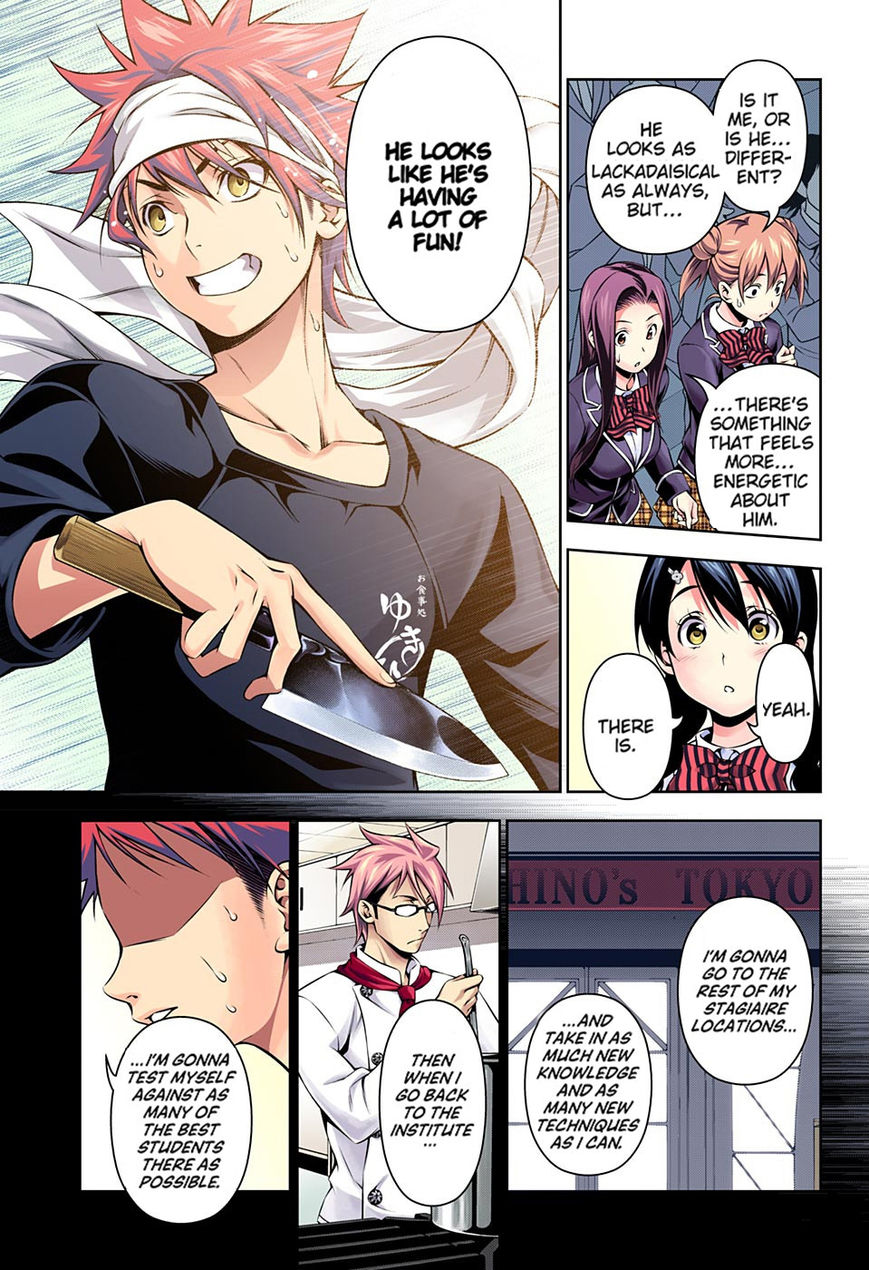 IS IT
ME, OR
IS HE...
DIFFER-
ENT?
HE
LOOKS AS
LACKADAISICAL
AS ALWAYS,
BUT...
...THERE'S
SOMETHING
THAT FEELS
MORE...
ENERGETIC
ABOUT
HIM.
HE LOOKS
LIKE HE'S
HAVING
A LOT OF
FUN!
お食事処
ゆきひ
YEAH.
THERE
IS.
HINO's TOKYO
I'M GONNA
GO TO THE
REST OF MY
STAGIAIRE
LOCATIONS...
...AND
TAKE IN AS
MUCH NEW
KNOWLEDGE
AND AS
MANY NEW
TECHNIQUES
AS I CAN.
THEN
WHEN I
GO BACK
TO THE
INSTITUTE
...
...I'M GONNA
TEST MYSELF
AGAINST AS
MANY OF
THE BEST
STUDENTS
THERE AS
POSSIBLE.